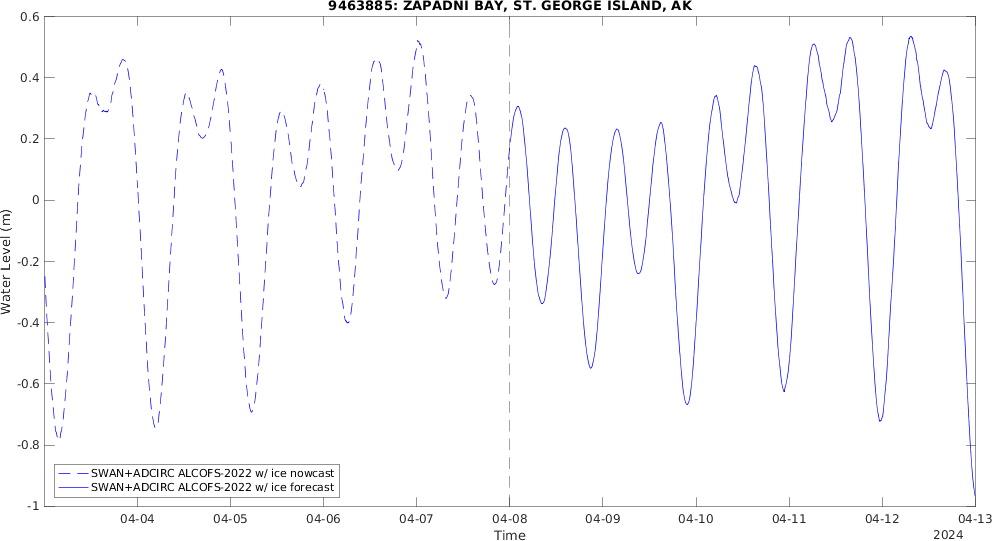 9463885: ZAPADNI BAY, ST. GEORGE ISLAND, AK
0.6
0.4
0.2
0
-0.2
-0.4
-0.6
-0.8
-1
Water Level (m)
SWAN+ADCIRC ALCOFS-2022 w/ ice nowcast
SWAN+ADCIRC ALCOFS-2022 w/ ice forecast
04-04 04-05 04-06 04-07 04-08 04-09 04-10 04-11 04-12 04-13
Time
2024